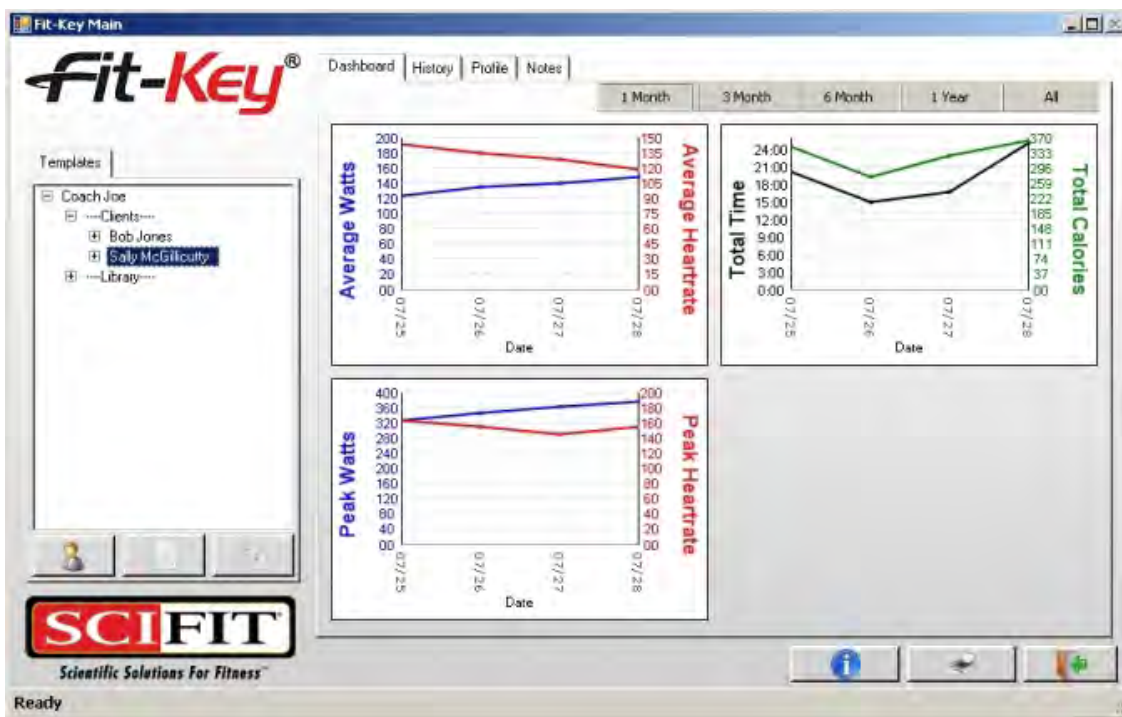 Fit-Key Main
Fit-Key®
Templates
Coach Joe
----Clients----
Bob Jones
Sally McGillicutty
----Library----
SCIFIT
Scientific Solutions For Fitness™
Ready
Dashboard History Profile Notes
1 Month 3 Month 6 Month 1 Year All
Average Watts
200
180
160
140
120
100
80
60
40
20
00
150
135
120
105
90
75
60
45
30
15
00
Average Heartrate
07/25 07/26 07/27 07/28
Date
Total Time
24:00
21:00
18:00
15:00
12:00
9:00
6:00
3:00
0:00
370
333
296
259
222
185
148
111
74
37
00
Total Calories
07/25 07/26 07/27 07/28
Date
Peak Watts
400
360
320
280
240
200
160
120
80
40
00
200
180
160
140
120
100
80
60
40
20
00
Peak Heartrate
07/25 07/26 07/27 07/28
Date